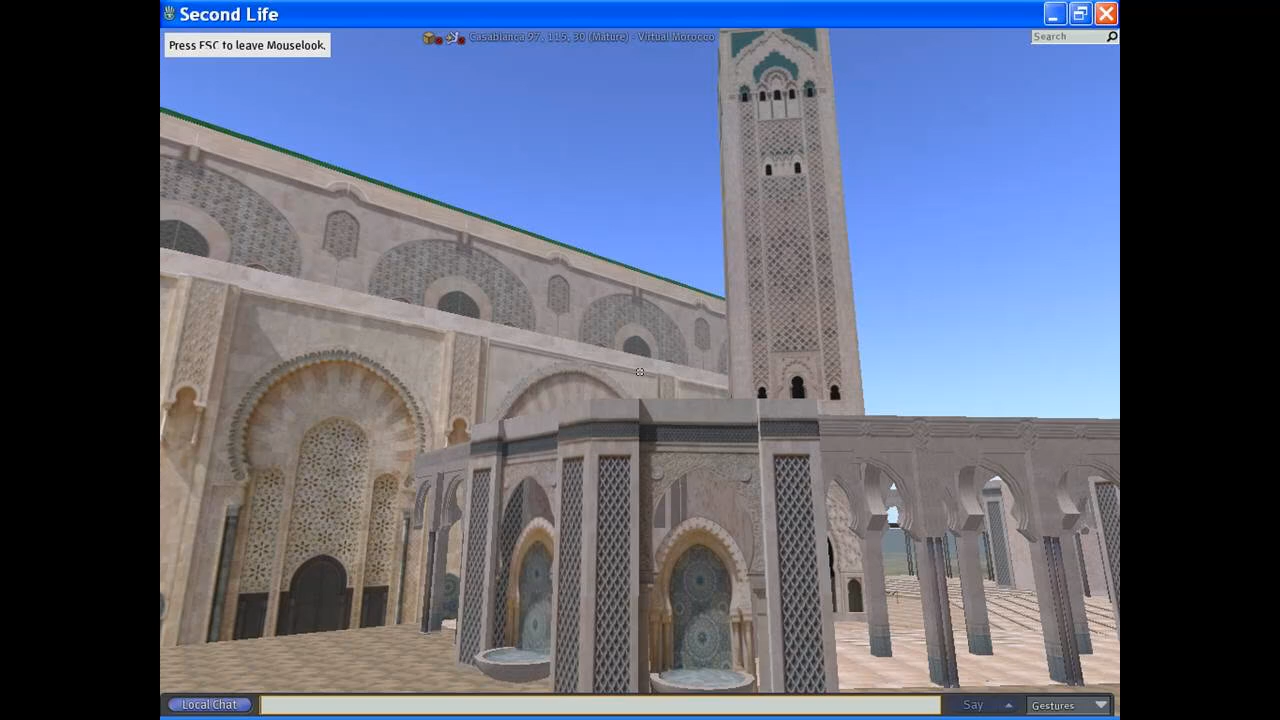 Second Life
Press ESC to leave Mouselook.
Casablanca 97, 115, 30 (Mature) - Virtual Morocco
Search
Local Chat
Say
Gestures